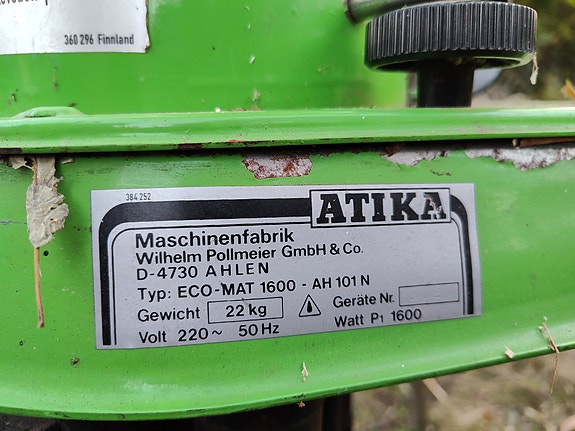 360 296 Finnland
384 252
ATIKA
Maschinenfabrik
Wilhelm Pollmeier GmbH & Co.
D-4730 AHLEN
Typ: ECO-MAT 1600 - AH 101 N
Gewicht 22 kg Geräte Nr.
Volt 220~ 50 Hz Watt P1 1600